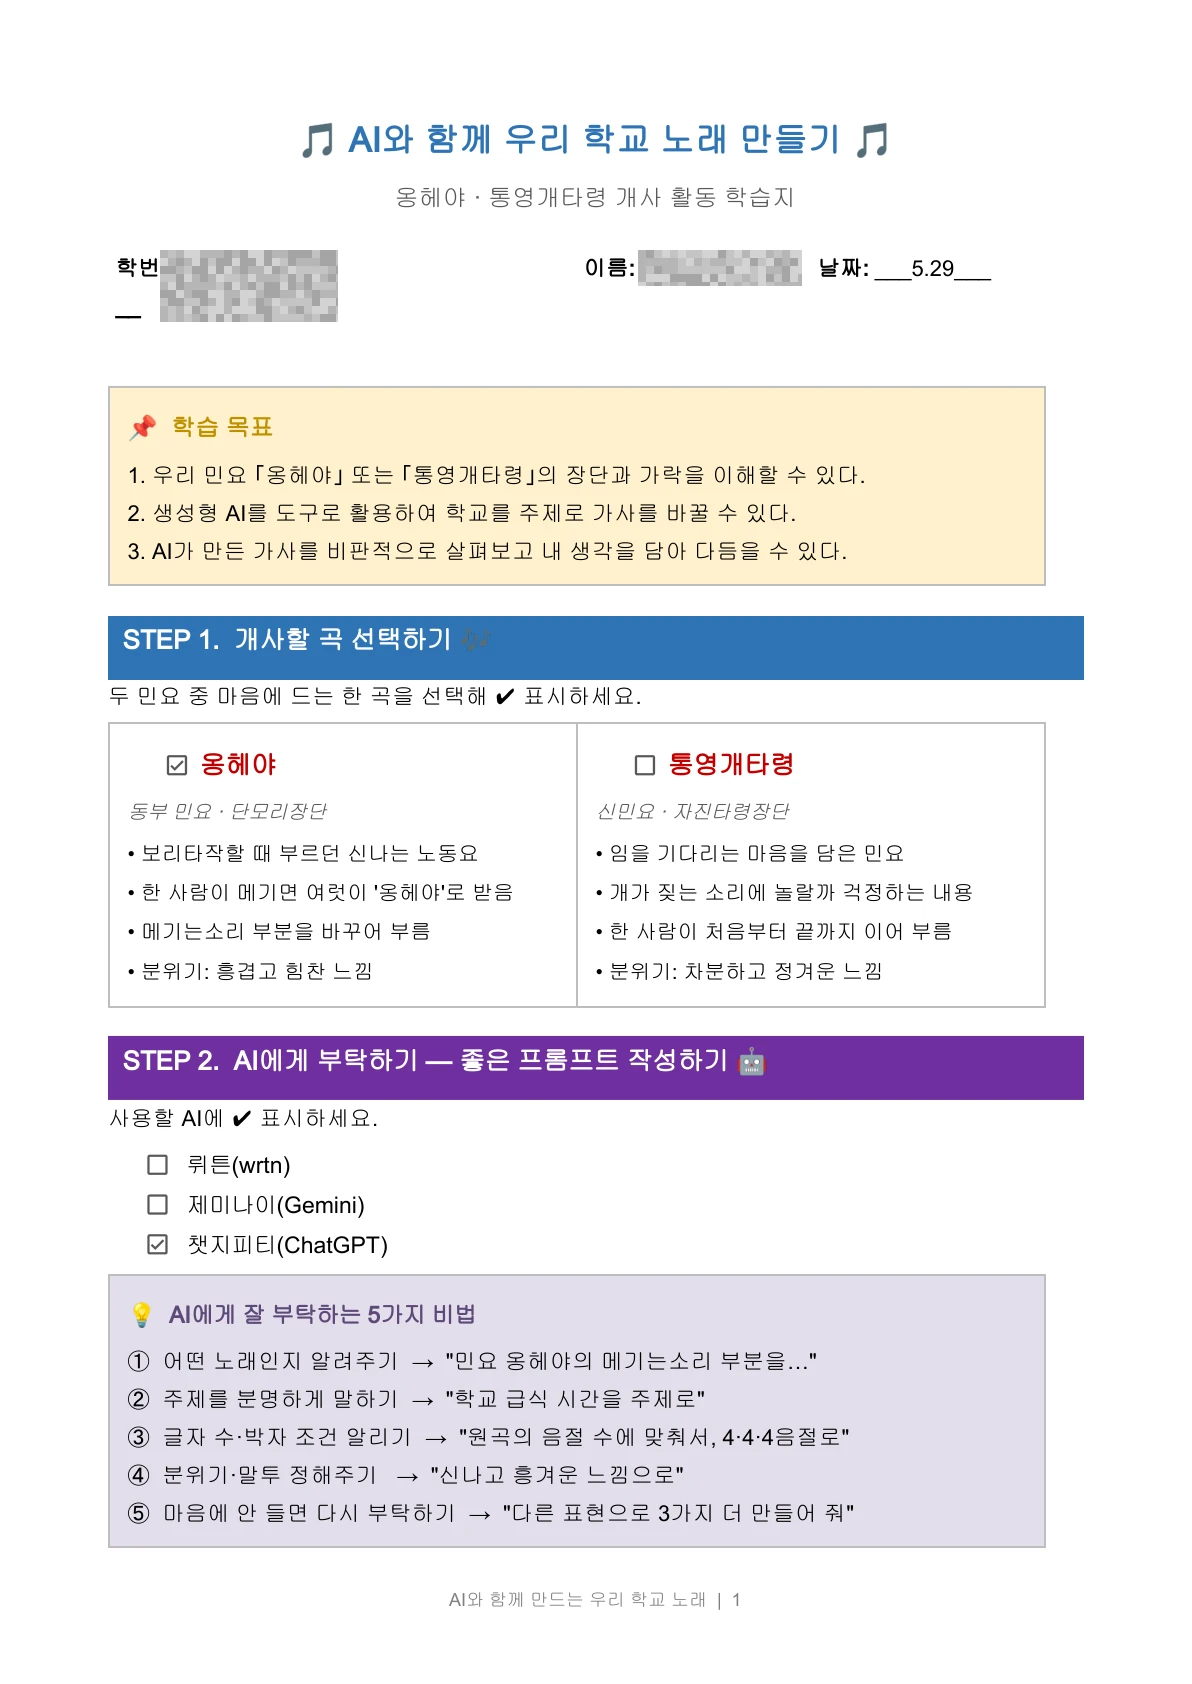 🎵 AI와 함께 우리 학교 노래 만들기 🎵
옹헤야 · 통영개타령 개사 활동 학습지
학번 이름: 날짜: ___5.29___
__
📌 학습 목표
1. 우리 민요 ｢옹헤야｣ 또는 ｢통영개타령｣의 장단과 가락을 이해할 수 있다.
2. 생성형 AI를 도구로 활용하여 학교를 주제로 가사를 바꿀 수 있다.
3. AI가 만든 가사를 비판적으로 살펴보고 내 생각을 담아 다듬을 수 있다.
STEP 1. 개사할 곡 선택하기 🎶
두 민요 중 마음에 드는 한 곡을 선택해 ✔ 표시하세요.
☑ 옹헤야
동부 민요 · 단모리장단
• 보리타작할 때 부르던 신나는 노동요
• 한 사람이 메기면 여럿이 '옹헤야'로 받음
• 메기는소리 부분을 바꾸어 부름
• 분위기: 흥겹고 힘찬 느낌
☐ 통영개타령
신민요 · 자진타령장단
• 임을 기다리는 마음을 담은 민요
• 개가 짖는 소리에 놀랄까 걱정하는 내용
• 한 사람이 처음부터 끝까지 이어 부름
• 분위기: 차분하고 정겨운 느낌
STEP 2. AI에게 부탁하기 — 좋은 프롬프트 작성하기 🤖
사용할 AI에 ✔ 표시하세요.
☐ 뤼튼(wrtn)
☐ 제미나이(Gemini)
☑ 챗지피티(ChatGPT)
💡 AI에게 잘 부탁하는 5가지 비법
① 어떤 노래인지 알려주기 → "민요 옹헤야의 메기는소리 부분을…"
② 주제를 분명하게 말하기 → "학교 급식 시간을 주제로"
③ 글자 수·박자 조건 알리기 → "원곡의 음절 수에 맞춰서, 4·4·4음절로"
④ 분위기·말투 정해주기 → "신나고 흥겨운 느낌으로"
⑤ 마음에 안 들면 다시 부탁하기 → "다른 표현으로 3가지 더 만들어 줘"
AI와 함께 만드는 우리 학교 노래 | 1